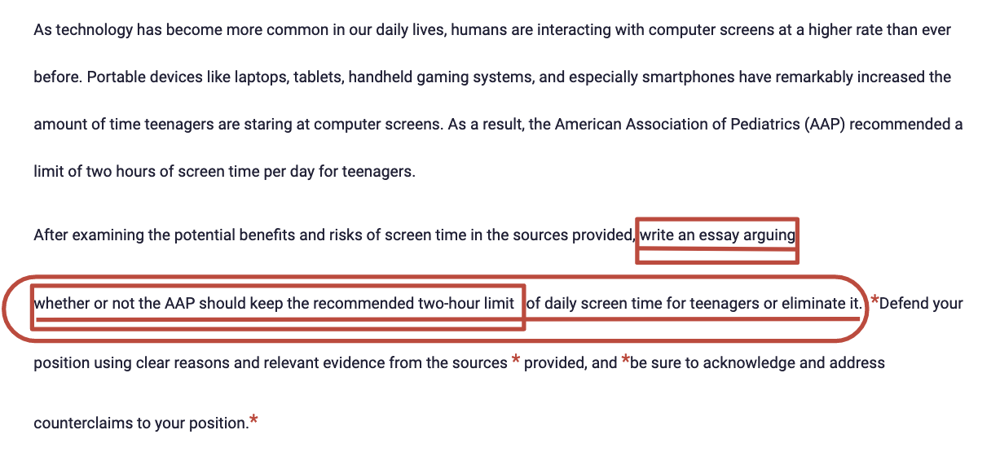 As technology has become more common in our daily lives, humans are interacting with computer screens at a higher rate than ever
before. Portable devices like laptops, tablets, handheld gaming systems, and especially smartphones have remarkably increased the
amount of time teenagers are staring at computer screens. As a result, the American Association of Pediatrics (AAP) recommended a
limit of two hours of screen time per day for teenagers.
After examining the potential benefits and risks of screen time in the sources provided, write an essay arguing
whether or not the AAP should keep the recommended two-hour limit of daily screen time for teenagers or eliminate it. *Defend your
position using clear reasons and relevant evidence from the sources * provided, and *be sure to acknowledge and address
counterclaims to your position.*